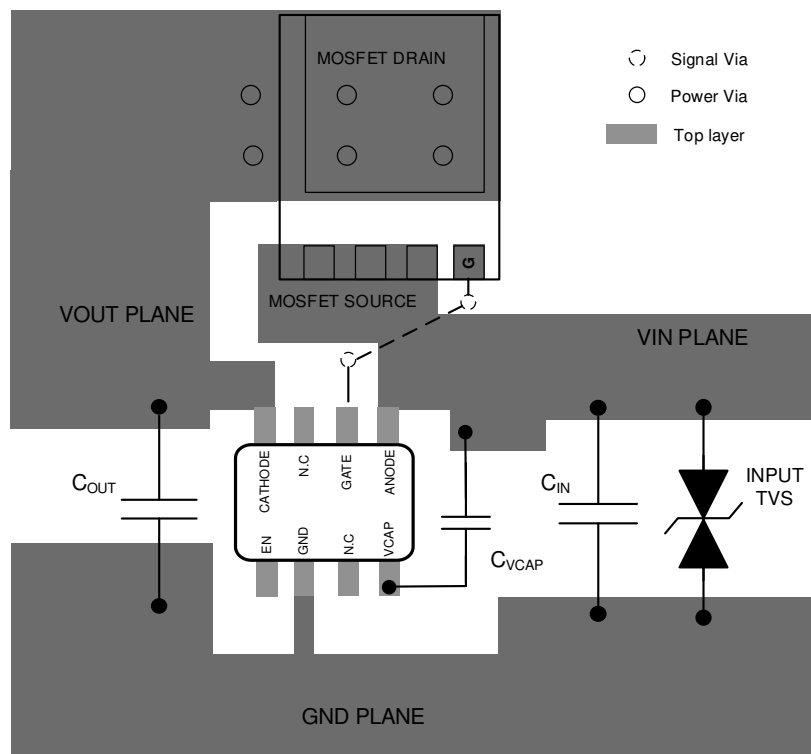 MOSFET DRAIN
Signal Via
Power Via
Top layer
G
MOSFET SOURCE
VOUT PLANE
VIN PLANE
CATHODE
N.C
GATE
ANODE
COUT
CIN
INPUT
TVS
EN
GND
N.C
VCAP
CVCAP
GND PLANE